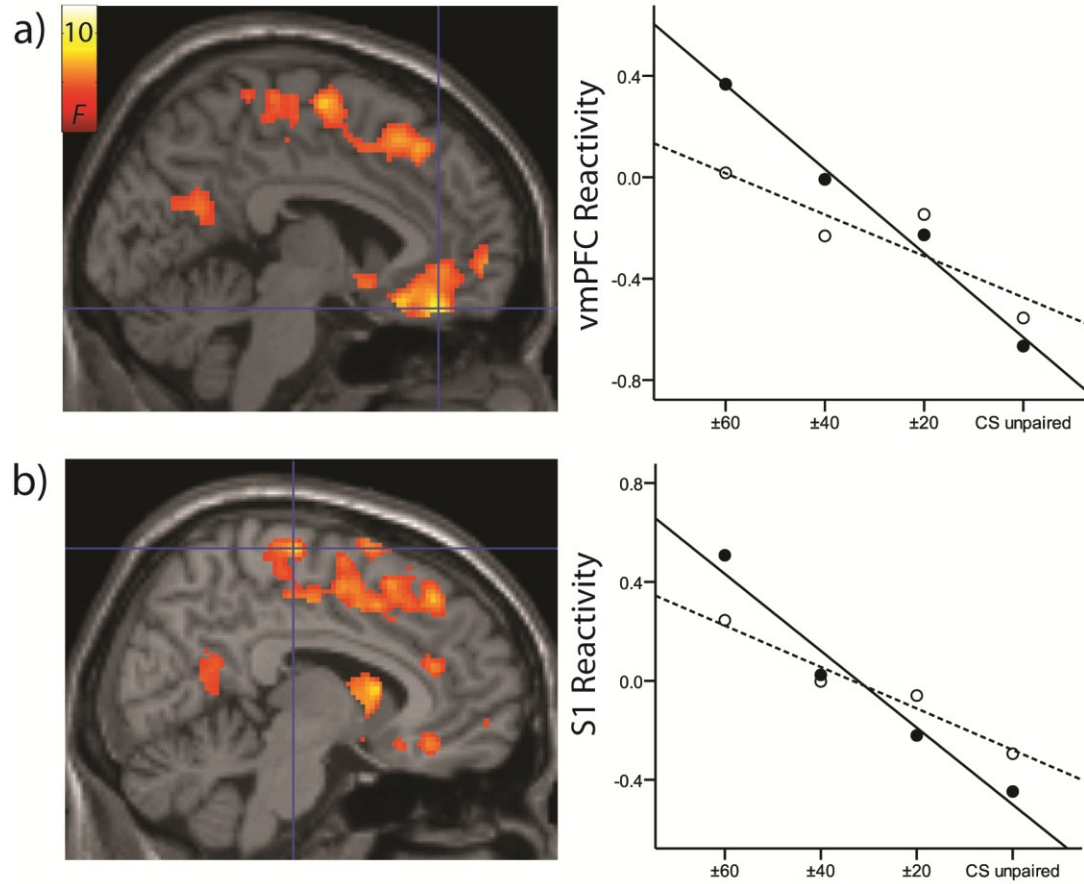 a)
10
F
vmPFC Reactivity
0.4
0.0
-0.4
-0.8
±60 ±40 ±20 CS unpaired
b)
S1 Reactivity
0.8
0.4
0.0
-0.4
±60 ±40 ±20 CS unpaired